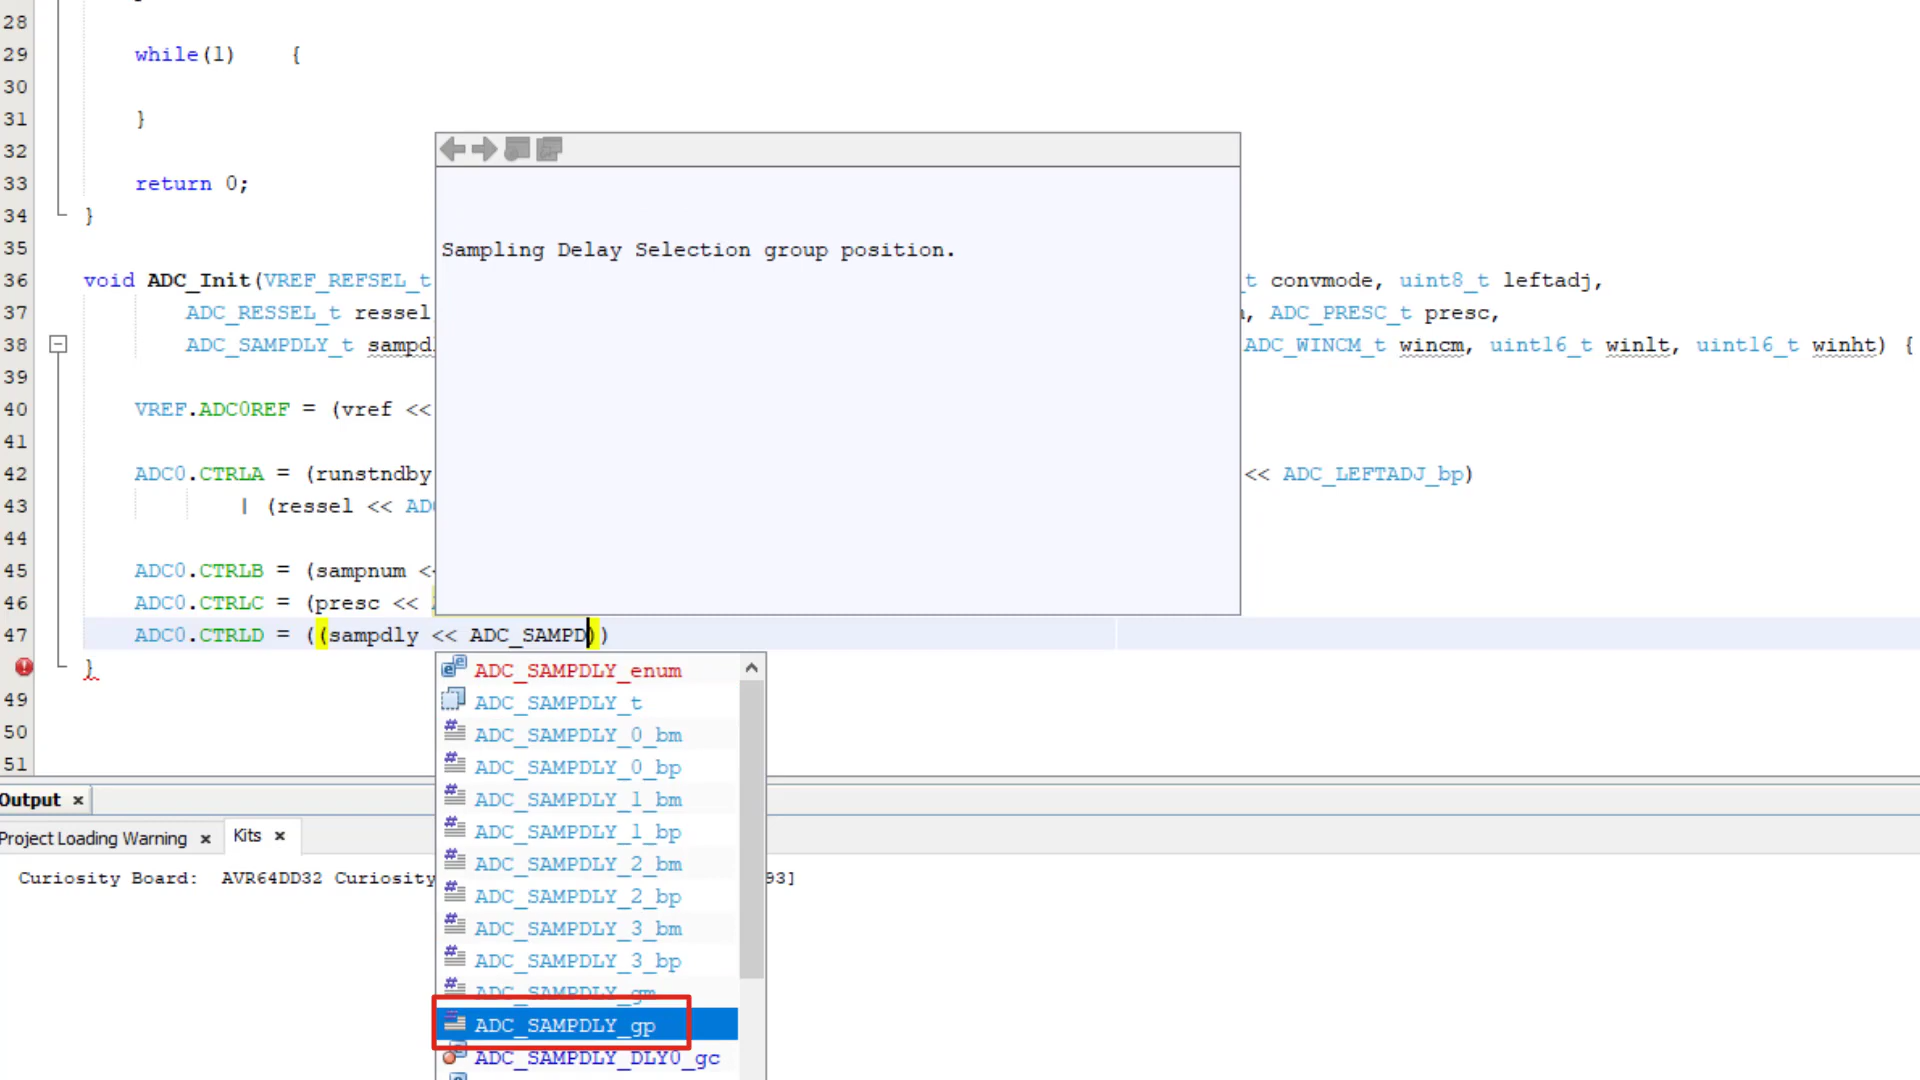 28
29 while(1) {
30
31 }
32
33 return 0;
34 }
35
Sampling Delay Selection group position.
36 void ADC_Init(VREF_REFSEL_t _t convmode, uint8_t leftadj,
37 ADC_RESSEL_t ressel , ADC_PRESC_t presc,
38 ADC_SAMPDLY_t sampdl ADC_WINCM_t wincm, uint16_t winlt, uint16_t winht) {
39
40 VREF.ADC0REF = (vref <<
41
42 ADC0.CTRLA = (runstndby << ADC_LEFTADJ_bp)
43 | (ressel << ADC
44
45 ADC0.CTRLB = (sampnum <
46 ADC0.CTRLC = (presc <<
47 ADC0.CTRLD = ((sampdly << ADC_SAMPD))
}
49
50
51
ADC_SAMPDLY_enum
ADC_SAMPDLY_t
ADC_SAMPDLY_0_bm
ADC_SAMPDLY_0_bp
ADC_SAMPDLY_1_bm
ADC_SAMPDLY_1_bp
ADC_SAMPDLY_2_bm
ADC_SAMPDLY_2_bp
ADC_SAMPDLY_3_bm
ADC_SAMPDLY_3_bp
ADC_SAMPDLY_gm
ADC_SAMPDLY_gp
ADC_SAMPDLY_DLY0_gc
Output
Project Loading Warning
Kits
Curiosity Board: AVR64DD32 Curiosity 93]